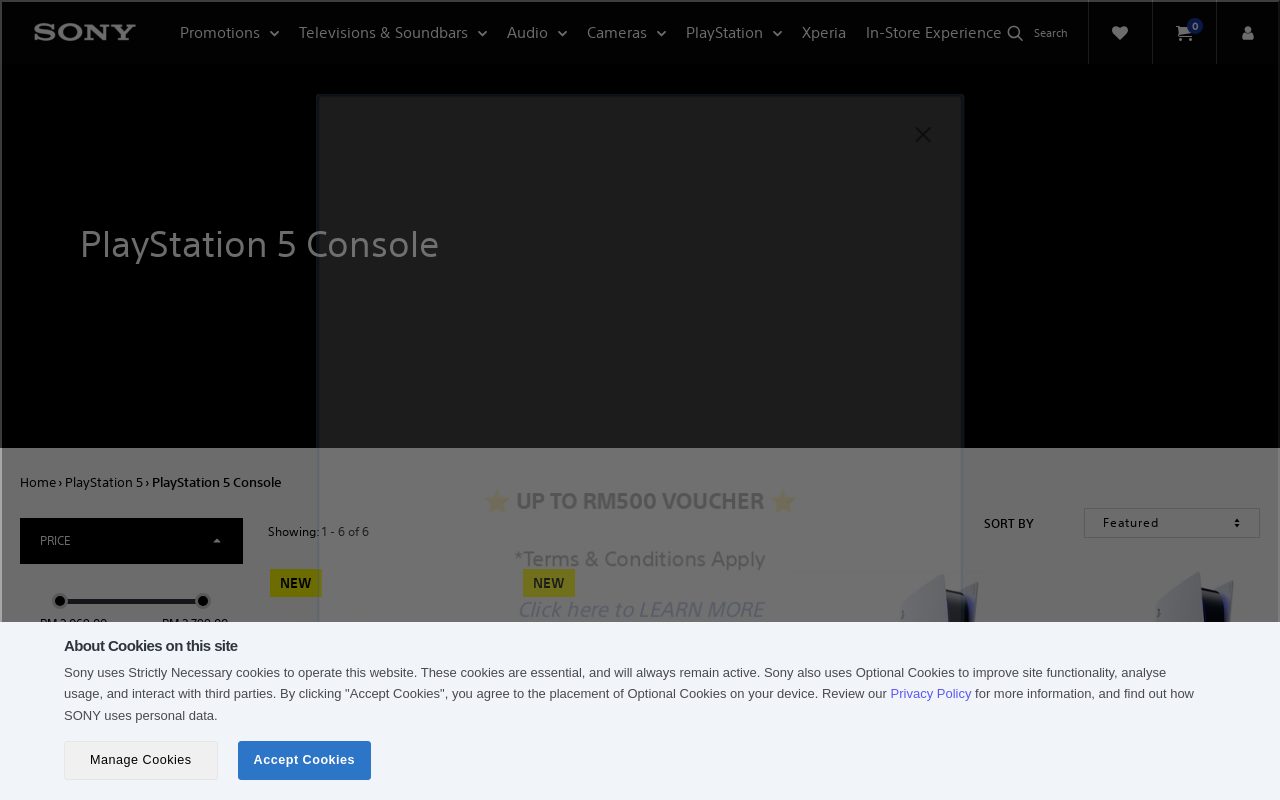 SONY
Promotions
Televisions & Soundbars
Audio
Cameras
PlayStation
Xperia
In-Store Experience
Search
0
PlayStation 5 Console
Home › PlayStation 5 › PlayStation 5 Console
PRICE
Showing: 1 - 6 of 6
SORT BY
Featured
⭐ UP TO RM500 VOUCHER ⭐
*Terms & Conditions Apply
NEW
NEW
Click here to LEARN MORE
About Cookies on this site
Sony uses Strictly Necessary cookies to operate this website. These cookies are essential, and will always remain active. Sony also uses Optional Cookies to improve site functionality, analyse
usage, and interact with third parties. By clicking "Accept Cookies", you agree to the placement of Optional Cookies on your device. Review our Privacy Policy for more information, and find out how
SONY uses personal data.
Manage Cookies
Accept Cookies